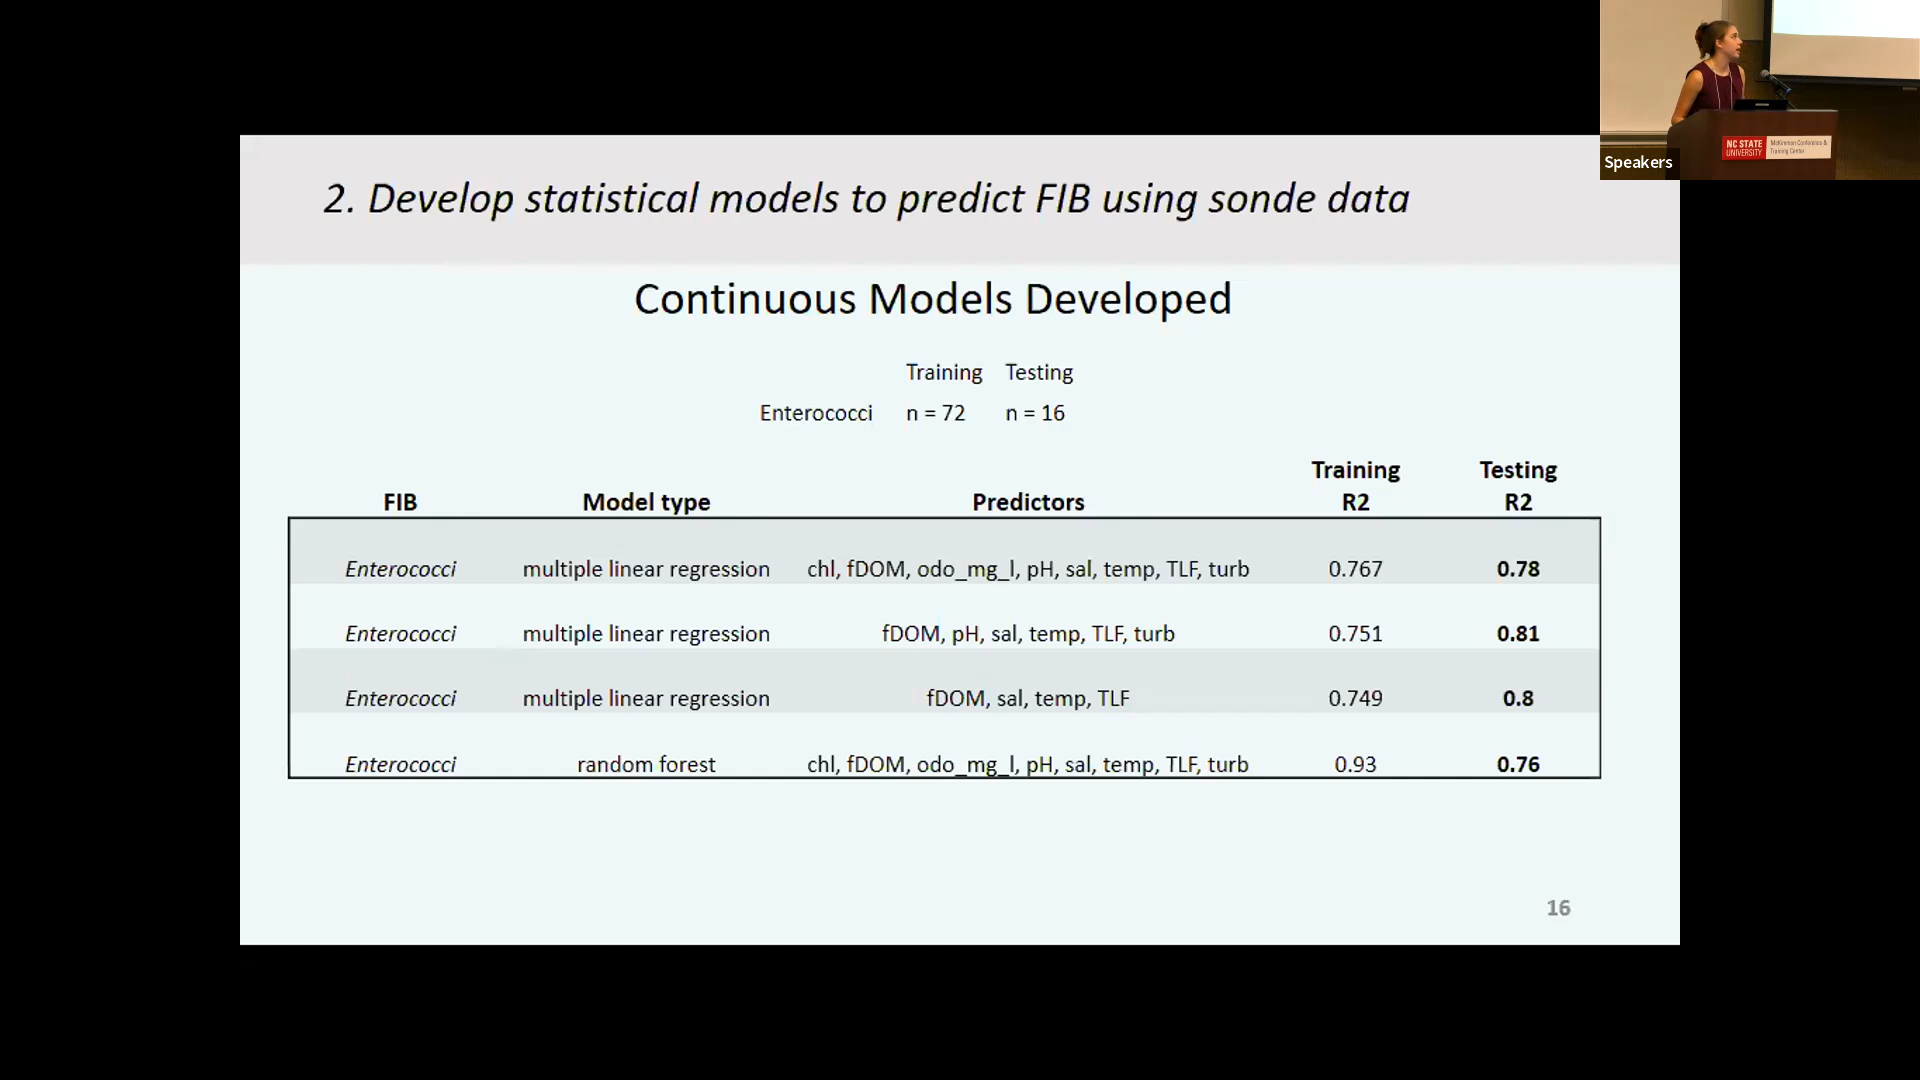 2. Develop statistical models to predict FIB using sonde data
Continuous Models Developed
Training Testing
Enterococci n = 72 n = 16
FIB Model type Predictors Training R2 Testing R2
Enterococci multiple linear regression chl, fDOM, odo_mg_l, pH, sal, temp, TLF, turb 0.767 0.78
Enterococci multiple linear regression fDOM, pH, sal, temp, TLF, turb 0.751 0.81
Enterococci multiple linear regression fDOM, sal, temp, TLF 0.749 0.8
Enterococci random forest chl, fDOM, odo_mg_l, pH, sal, temp, TLF, turb 0.93 0.76
16
Speakers
NC STATE
UNIVERSITY
McKimmon Conference &
Training Center